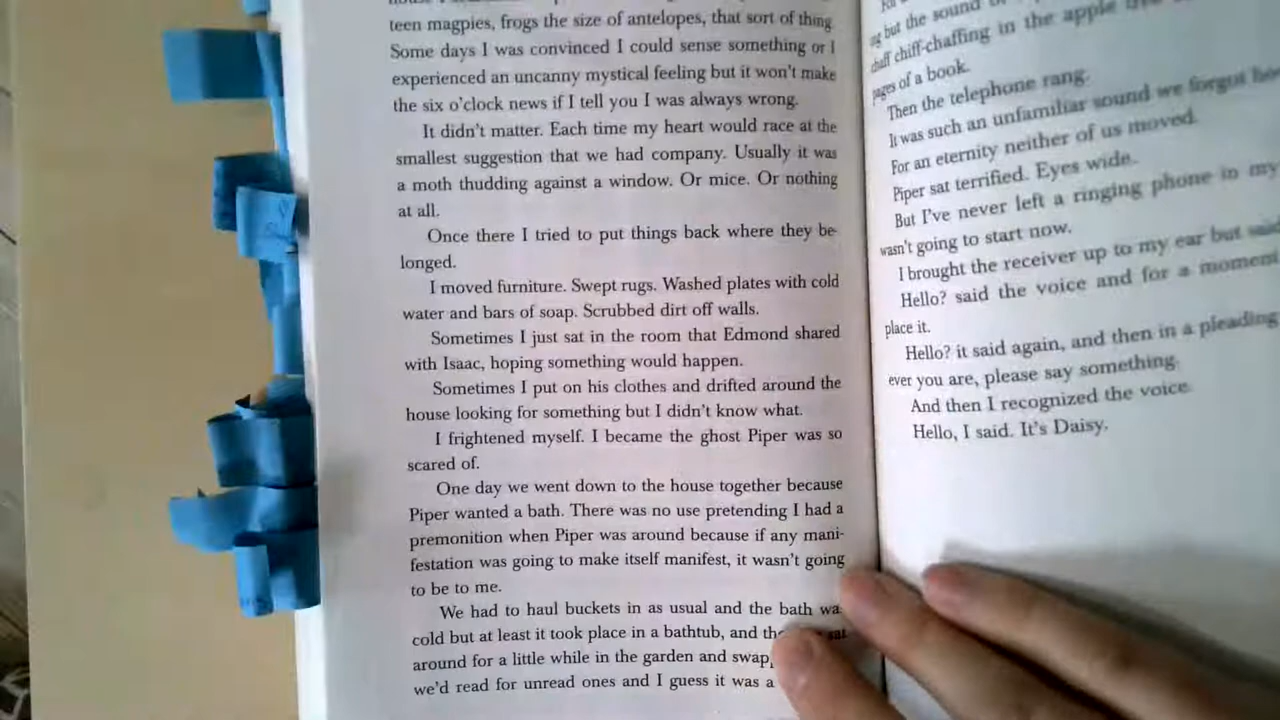 teen magpies, frogs the size of antelopes, that sort of thing
Some days I was convinced I could sense something or I
experienced an uncanny mystical feeling but it won't make
the six o'clock news if I tell you I was always wrong.
It didn't matter. Each time my heart would race at the
smallest suggestion that we had company. Usually it was
a moth thudding against a window. Or mice. Or nothing
at all.
Once there I tried to put things back where they be-
longed.
I moved furniture. Swept rugs. Washed plates with cold
water and bars of soap. Scrubbed dirt off walls.
Sometimes I just sat in the room that Edmond shared
with Isaac, hoping something would happen.
Sometimes I put on his clothes and drifted around the
house looking for something but I didn't know what.
I frightened myself. I became the ghost Piper was so
scared of.
One day we went down to the house together because
Piper wanted a bath. There was no use pretending I had a
premonition when Piper was around because if any mani-
festation was going to make itself manifest, it wasn't going
to be to me.
We had to haul buckets in as usual and the bath wa
cold but at least it took place in a bathtub, and sat
around for a little while in the garden and
we'd read for unread ones and I guess it was a
but the sound
chiff-chaffing in the apple
pages of a book.
Then the telephone rang.
It was such an unfamiliar sound we forgot
For an eternity neither of us moved.
Piper sat terrified. Eyes wide.
But I've never left a ringing phone in my
wasn't going to start now.
I brought the receiver up to my ear but said
Hello? said the voice and for a moment
place it.
Hello? it said again, and then in a pleading
ever you are, please say something.
And then I recognized the voice.
Hello, I said. It's Daisy.